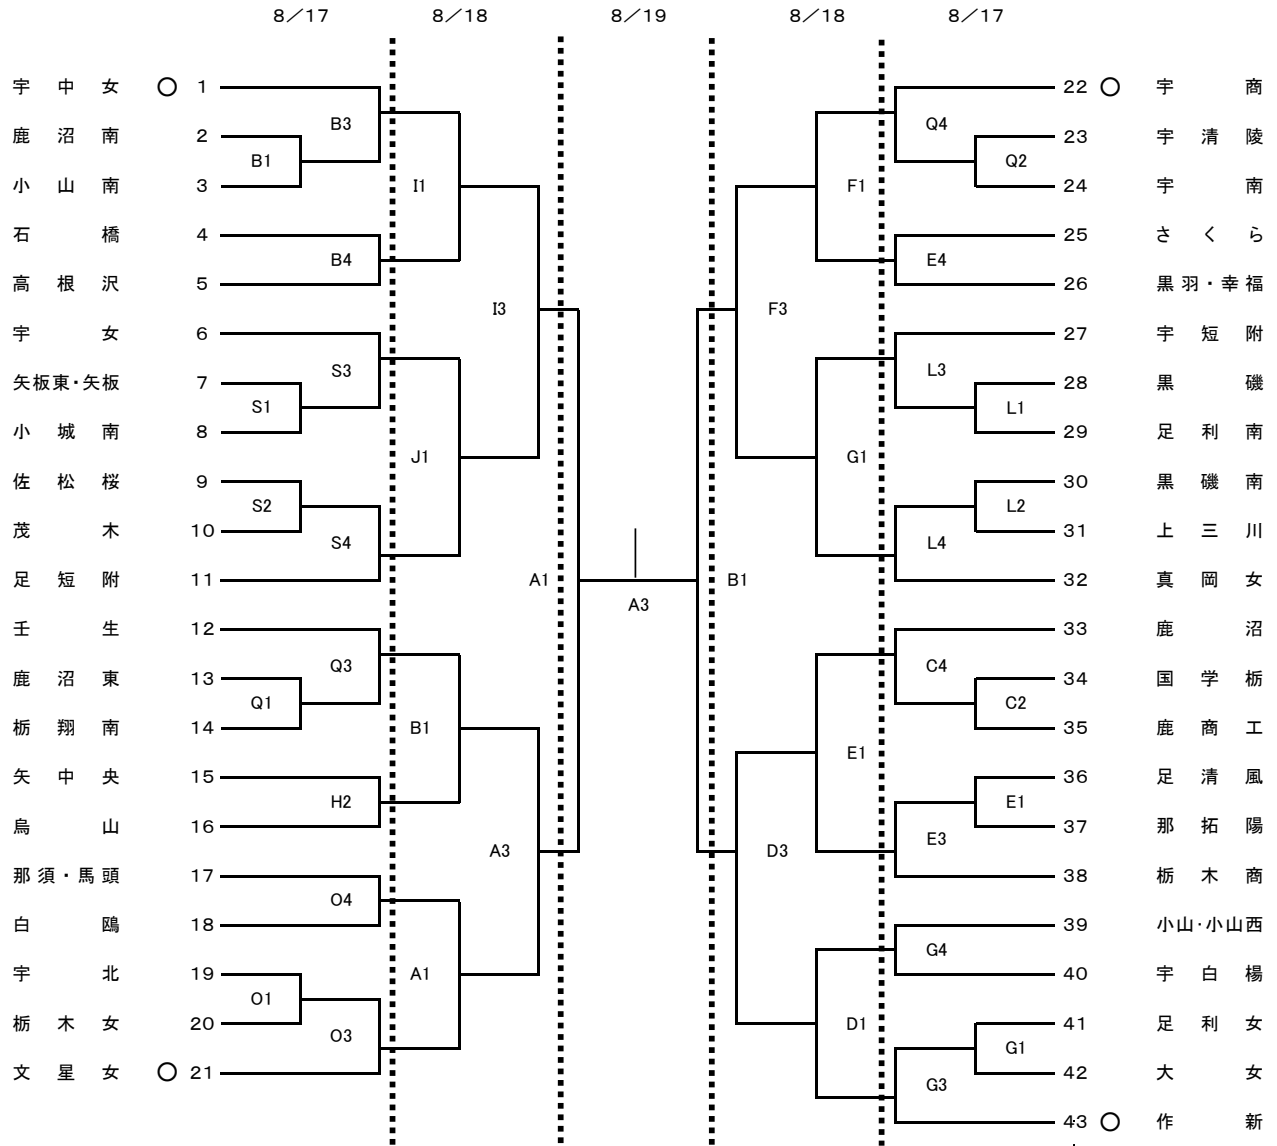 8／17 8／18 8／19 8／18 8／17
宇中女 ○ 1 22 ○ 宇商
B3 Q4
鹿沼南 2 23 宇清陵
B1 Q2
小山南 3 24 宇南
I1 F1
石橋 4 25 さくら
B4 E4
高根沢 5 26 黒羽・幸福
I3 F3
宇女 6 27 宇短附
S3 L3
矢板東・矢板 7 28 黒磯
S1 L1
小城南 8 29 足利南
J1 G1
佐松桜 9 30 黒磯南
S2 L2
茂木 10 31 上三川
S4 L4
足短附 11 A1 B1 32 真岡女
A3
壬生 12 33 鹿沼
Q3 C4
鹿沼東 13 34 国学栃
Q1 C2
栃翔南 14 B1 35 鹿商工
E1
矢中央 15 36 足清風
H2 E1
烏山 16 37 那拓陽
E3
A3 D3
那須・馬頭 17 38 栃木商
O4
白鴎 18 39 小山・小山西
G4
宇北 19 A1 40 宇白楊
O1
栃木女 20 D1 41 足利女
O3 G1
文星女 ○ 21 42 大女
G3
43 ○ 作新